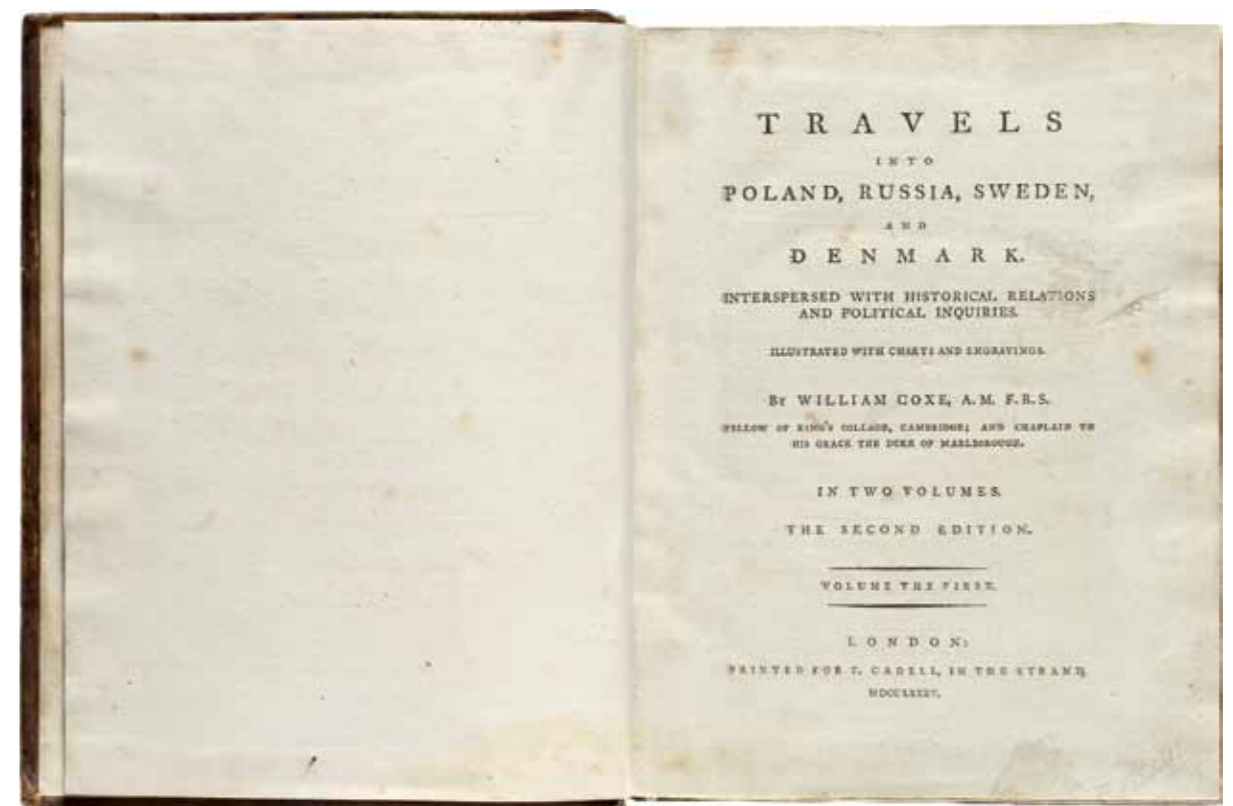 TRAVELS
INTO
POLAND, RUSSIA, SWEDEN,
AND
DENMARK.
INTERSPERSED WITH HISTORICAL RELATIONS
AND POLITICAL INQUIRIES.
ILLUSTRATED WITH CHARTS AND ENGRAVINGS.
BY WILLIAM COXE, A.M. F.R.S.
FELLOW OF KING'S COLLEGE, CAMBRIDGE; AND CHAPLAIN TO
HIS GRACE THE DUKE OF MARLBOROUGH.
IN TWO VOLUMES.
THE SECOND EDITION.
VOLUME THE FIRST.
LONDON:
PRINTED FOR T. CADELL, IN THE STRAND,
MDCCLXXXV.